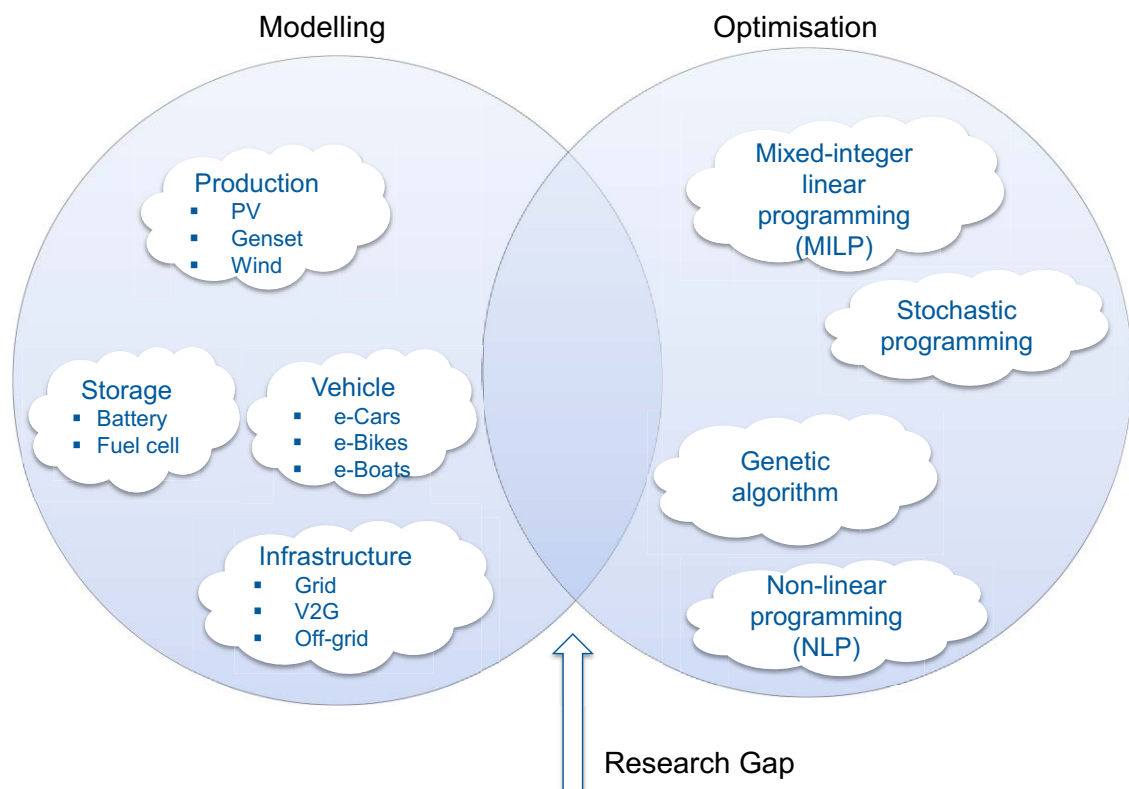 Modelling
Optimisation
Production
▪ PV
▪ Genset
▪ Wind
Storage
▪ Battery
▪ Fuel cell
Vehicle
▪ e-Cars
▪ e-Bikes
▪ e-Boats
Infrastructure
▪ Grid
▪ V2G
▪ Off-grid
Mixed-integer
linear
programming
(MILP)
Stochastic
programming
Genetic
algorithm
Non-linear
programming
(NLP)
Research Gap